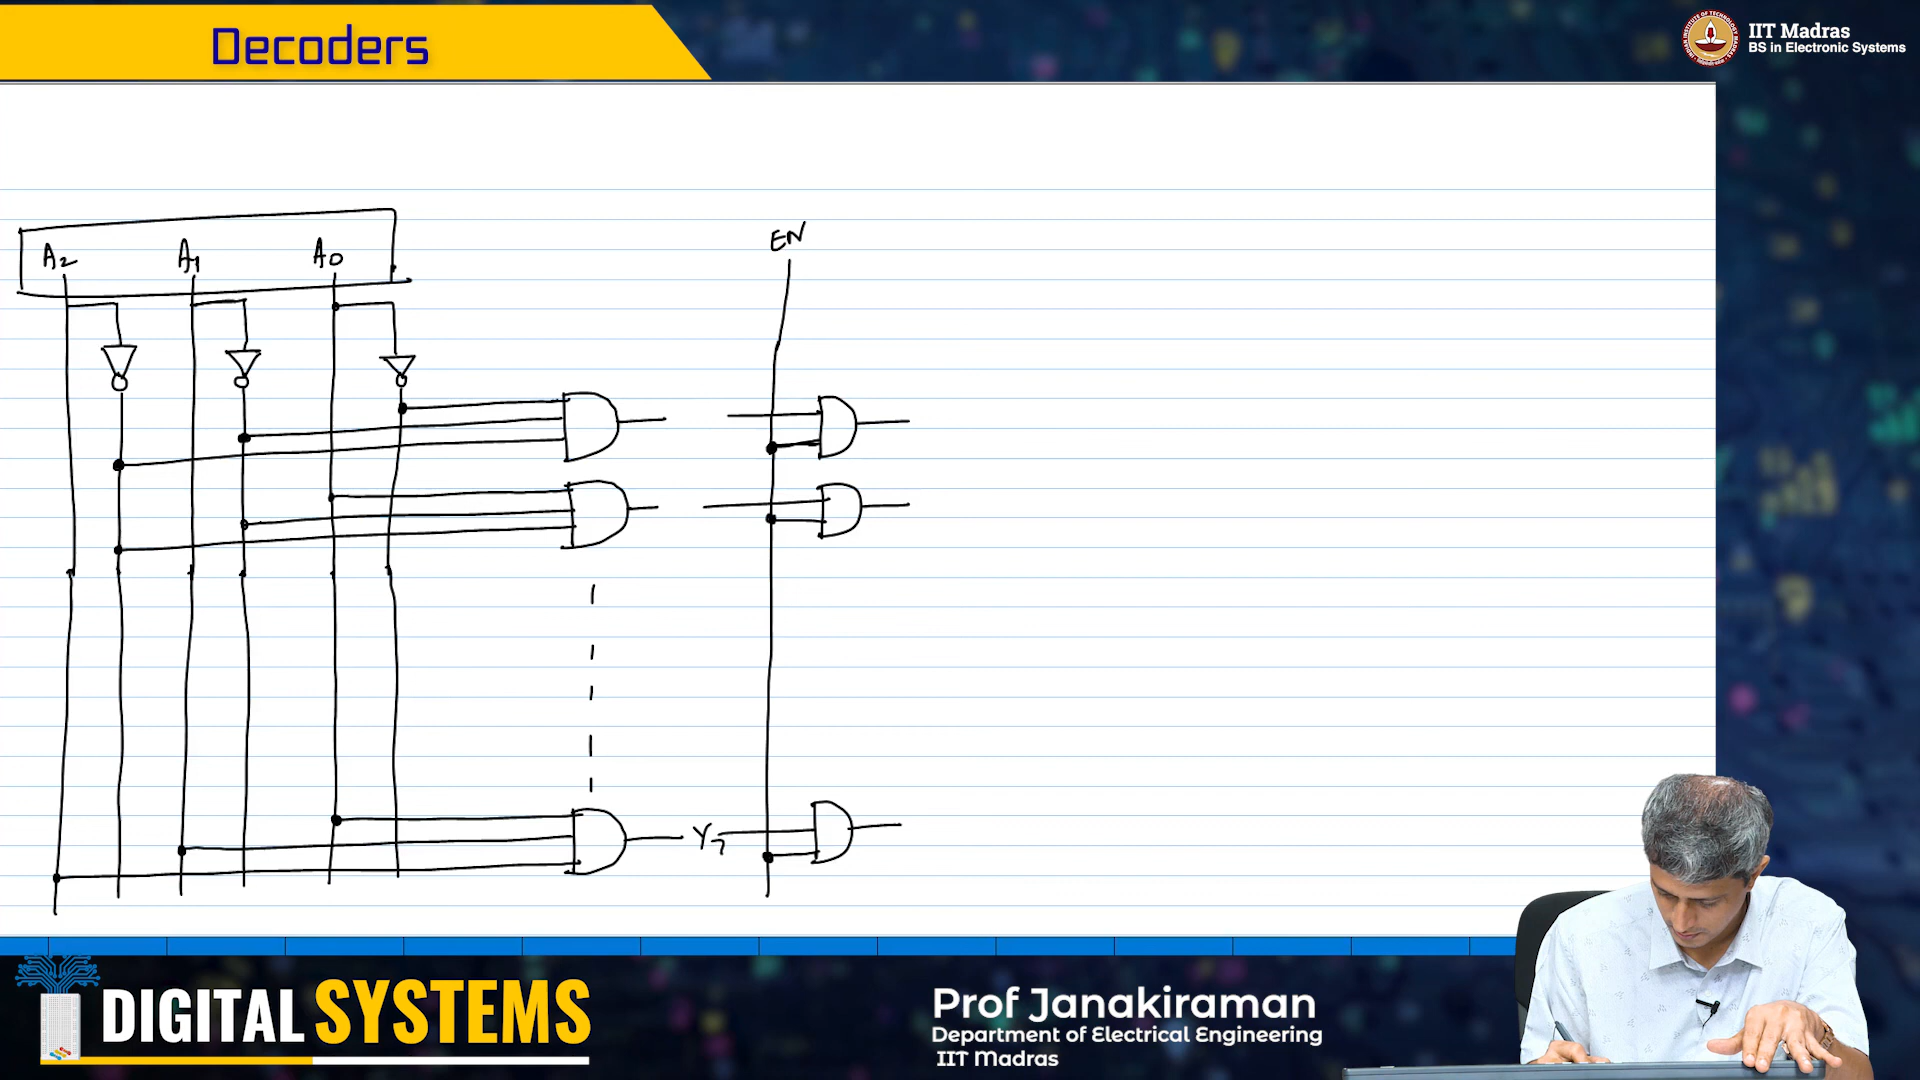 Decoders
IIT Madras
BS in Electronic Systems
A2 A1 A0
EN
Y7
DIGITAL SYSTEMS
Prof Janakiraman
Department of Electrical Engineering
IIT Madras